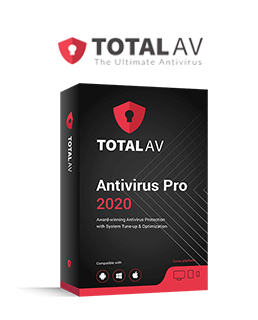 TOTAL AV
The Ultimate Antivirus
TOTAL AV
Antivirus Pro
2020
Award-winning Antivirus Protection
with System Tune-up & Optimization
Compatible with